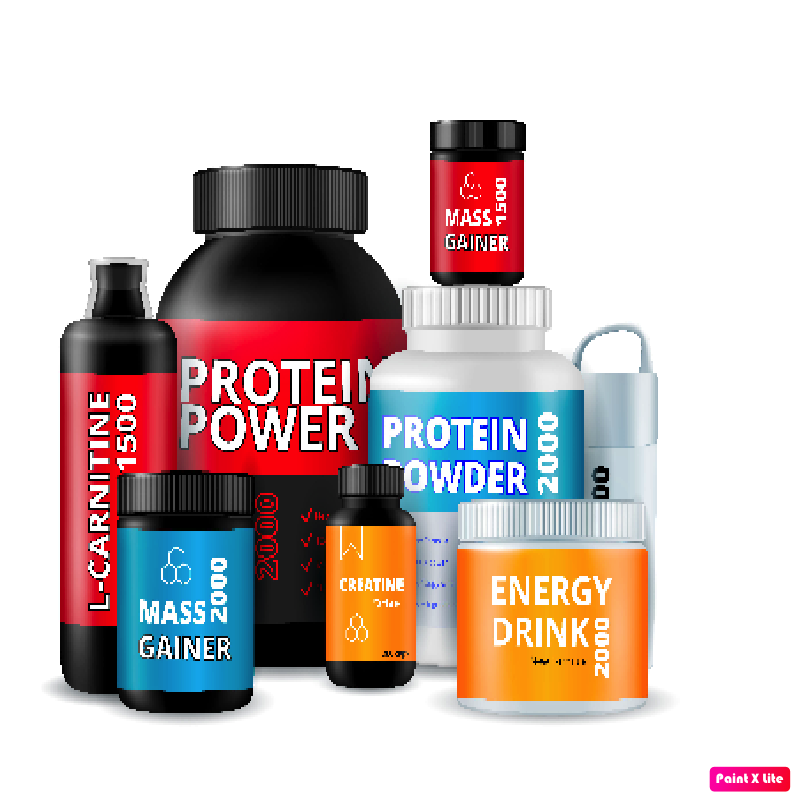 MASS
GAINER
1500
PROTEIN
POWER
2000
L-CARNITINE
1500
PROTEIN
POWDER
2000
00
MASS
GAINER
2000
CREATINE
ENERGY
DRINK
2000
Paint X Lite